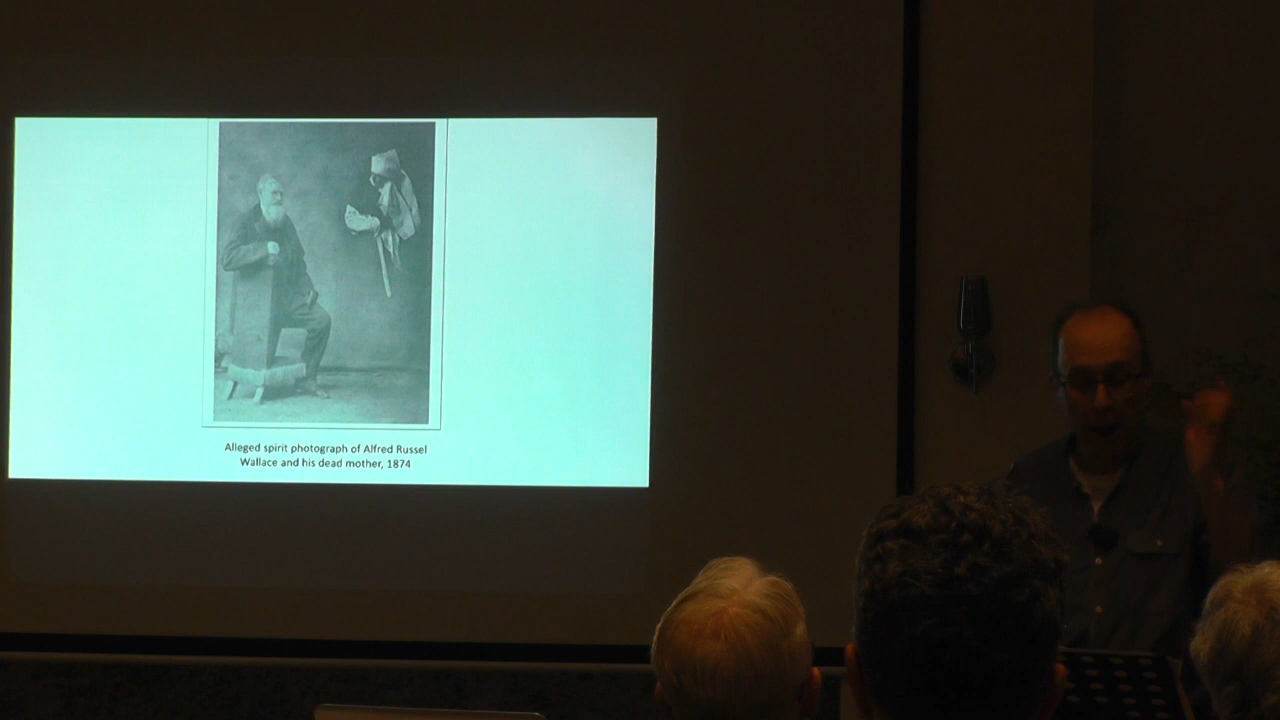 Alleged spirit photograph of Alfred Russel
Wallace and his dead mother, 1874